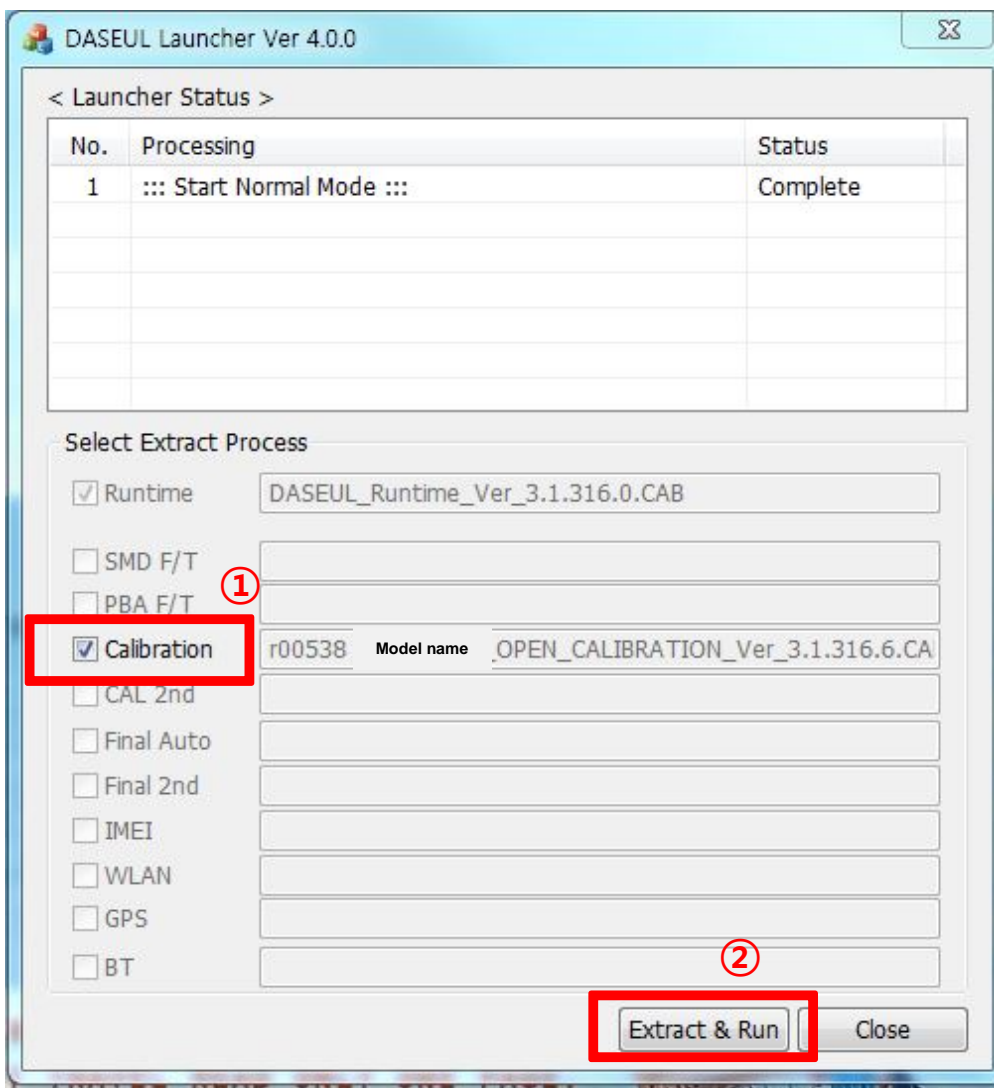 DASEUL Launcher Ver 4.0.0
< Launcher Status >
No. Processing Status
1 ::: Start Normal Mode ::: Complete
Select Extract Process
Runtime DASEUL_Runtime_Ver_3.1.316.0.CAB
SMD F/T
①
PBA F/T
Calibration r00538 Model name _OPEN_CALIBRATION_Ver_3.1.316.6.CA
CAL 2nd
Final Auto
Final 2nd
IMEI
WLAN
GPS
②
BT
Extract & Run Close